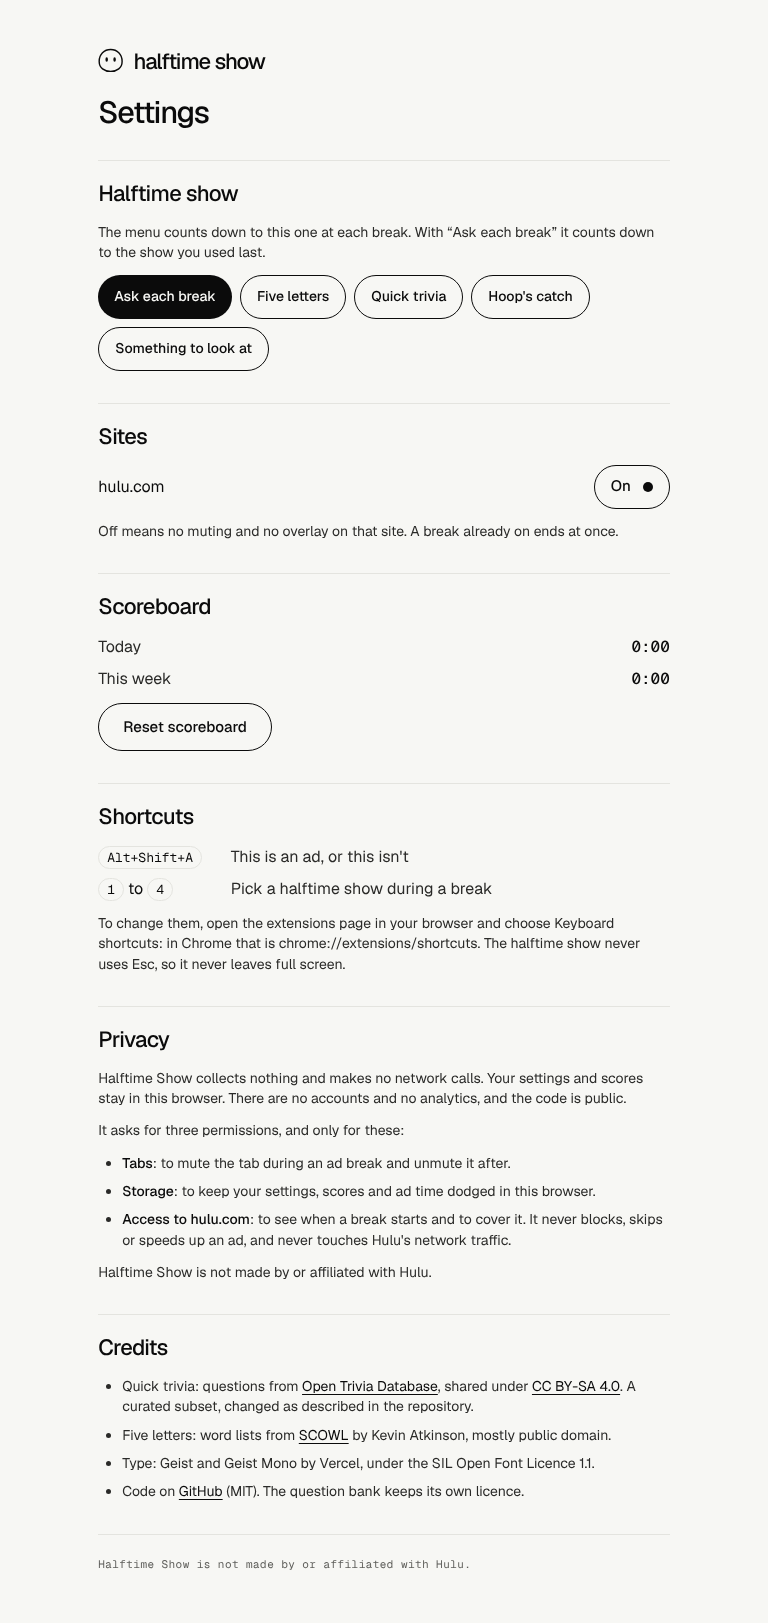 halftime show
Settings
Halftime show
The menu counts down to this one at each break. With “Ask each break” it counts down
to the show you used last.
Ask each break
Five letters
Quick trivia
Hoop's catch
Something to look at
Sites
hulu.com
On
Off means no muting and no overlay on that site. A break already on ends at once.
Scoreboard
Today 0:00
This week 0:00
Reset scoreboard
Shortcuts
Alt+Shift+A This is an ad, or this isn't
1 to 4 Pick a halftime show during a break
To change them, open the extensions page in your browser and choose Keyboard
shortcuts: in Chrome that is chrome://extensions/shortcuts. The halftime show never
uses Esc, so it never leaves full screen.
Privacy
Halftime Show collects nothing and makes no network calls. Your settings and scores
stay in this browser. There are no accounts and no analytics, and the code is public.
It asks for three permissions, and only for these:
• Tabs: to mute the tab during an ad break and unmute it after.
• Storage: to keep your settings, scores and ad time dodged in this browser.
• Access to hulu.com: to see when a break starts and to cover it. It never blocks, skips
or speeds up an ad, and never touches Hulu's network traffic.
Halftime Show is not made by or affiliated with Hulu.
Credits
• Quick trivia: questions from Open Trivia Database, shared under CC BY-SA 4.0. A
curated subset, changed as described in the repository.
• Five letters: word lists from SCOWL by Kevin Atkinson, mostly public domain.
• Type: Geist and Geist Mono by Vercel, under the SIL Open Font Licence 1.1.
• Code on GitHub (MIT). The question bank keeps its own licence.
Halftime Show is not made by or affiliated with Hulu.